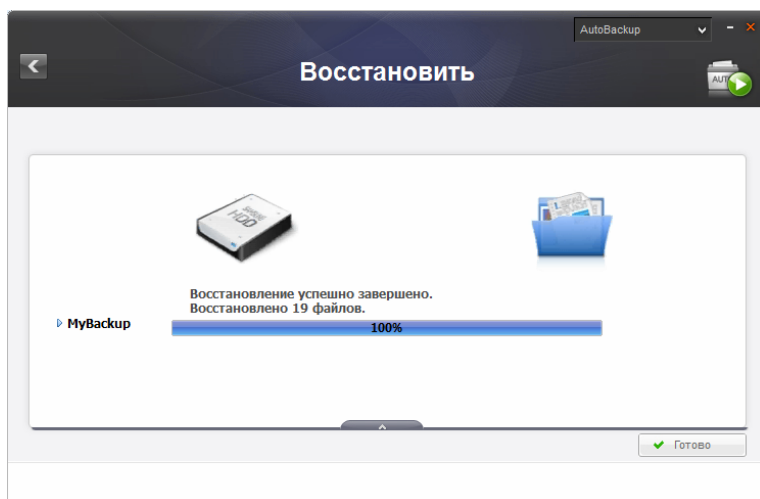 AutoBackup
Восстановить
Восстановление успешно завершено.
Восстановлено 19 файлов.
MyBackup
100%
Готово